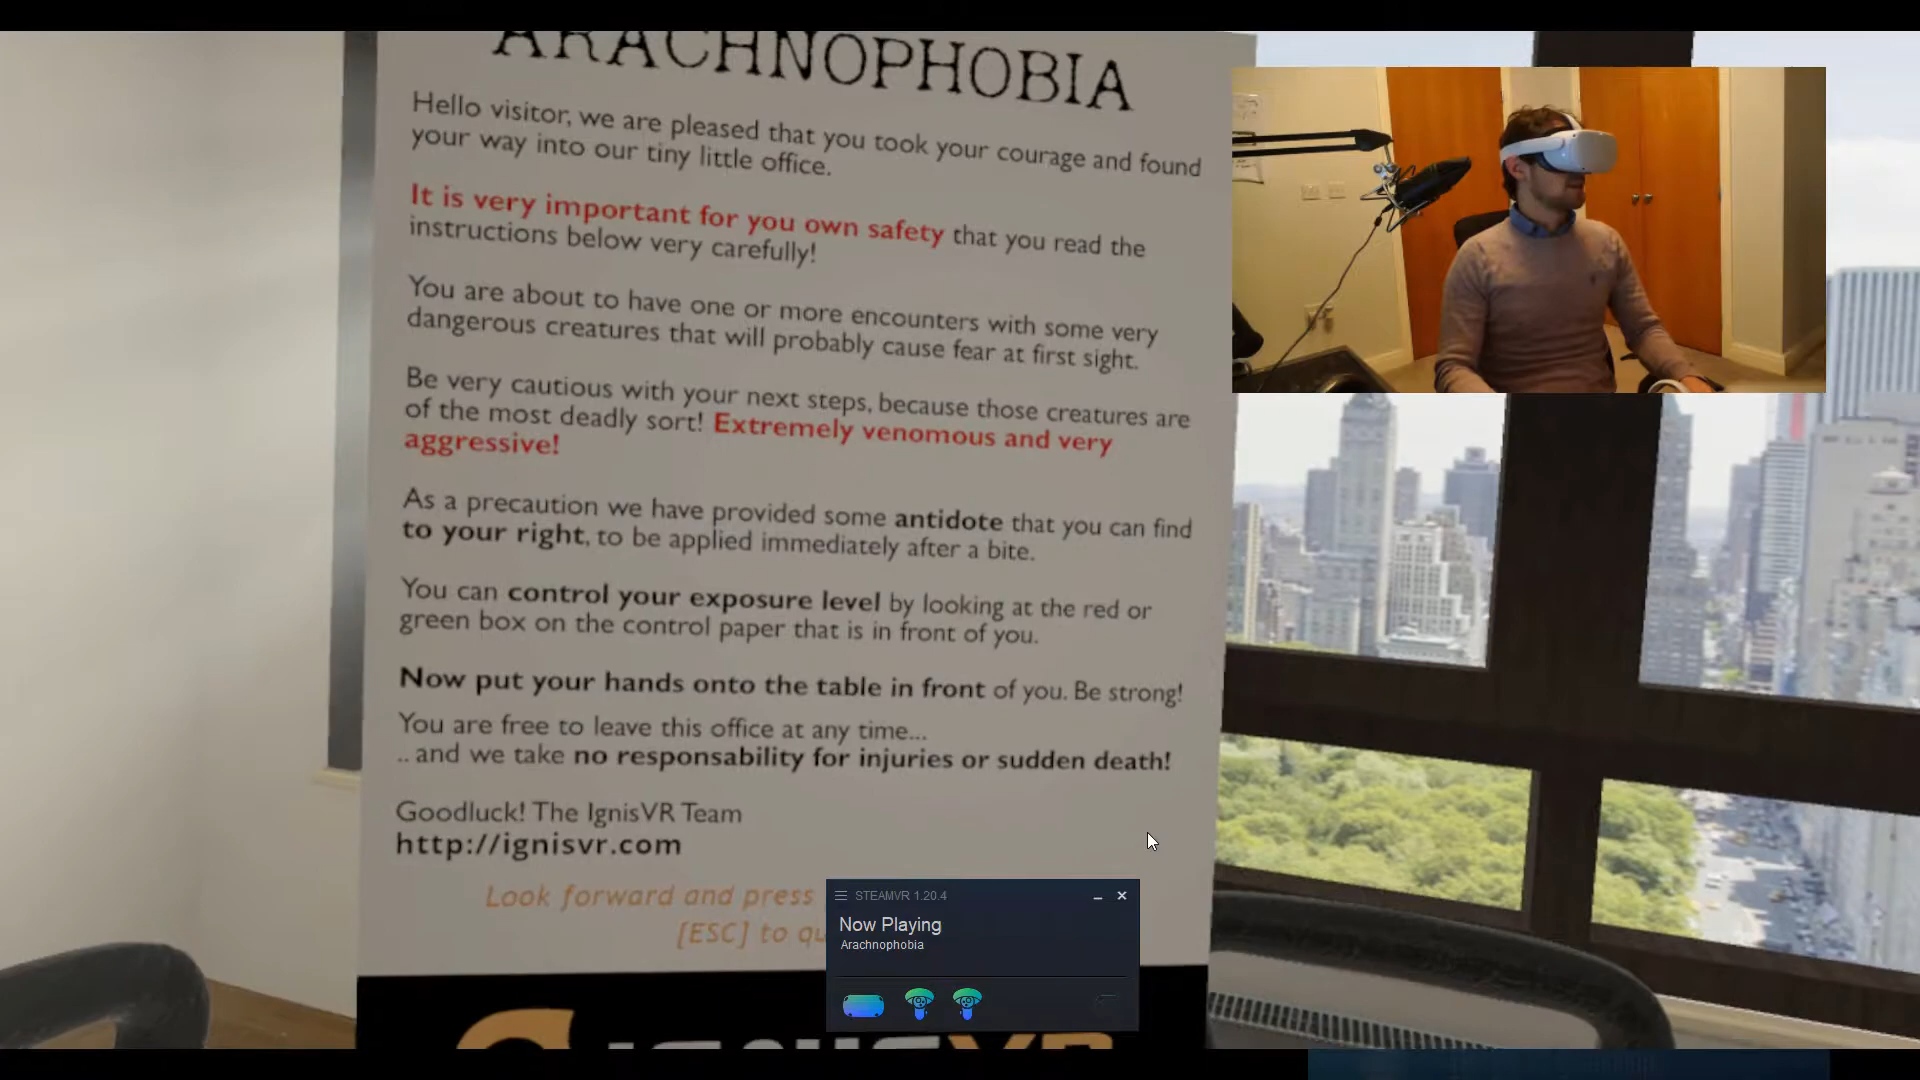 ARACHNOPHOBIA
Hello visitor, we are pleased that you took your courage and found
your way into our tiny little office.
It is very important for you own safety that you read the
instructions below very carefully!
You are about to have one or more encounters with some very
dangerous creatures that will probably cause fear at first sight.
Be very cautious with your next steps, because those creatures are
of the most deadly sort! Extremely venomous and very
aggressive!
As a precaution we have provided some antidote that you can find
to your right, to be applied immediately after a bite.
You can control your exposure level by looking at the red or
green box on the control paper that is in front of you.
Now put your hands onto the table in front of you. Be strong!
You are free to leave this office at any time...
.. and we take no responsability for injuries or sudden death!
Goodluck! The IgnisVR Team
http://ignisvr.com
Look forward and press
[ESC] to
STEAMVR 1.20.4
Now Playing
Arachnophobia
IGNISVR